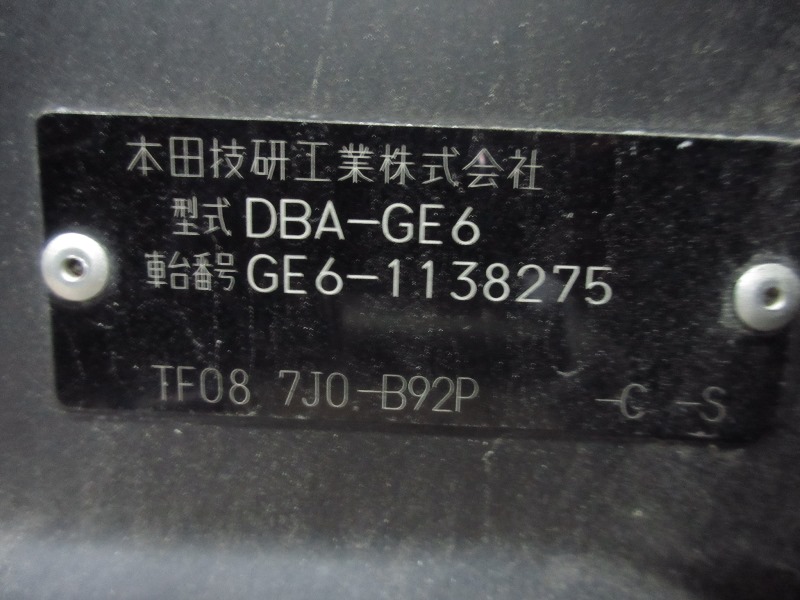 本田技研工業株式会社
型式 DBA-GE6
車台番号 GE6-1138275
TF08 7J0-B92P -C -S